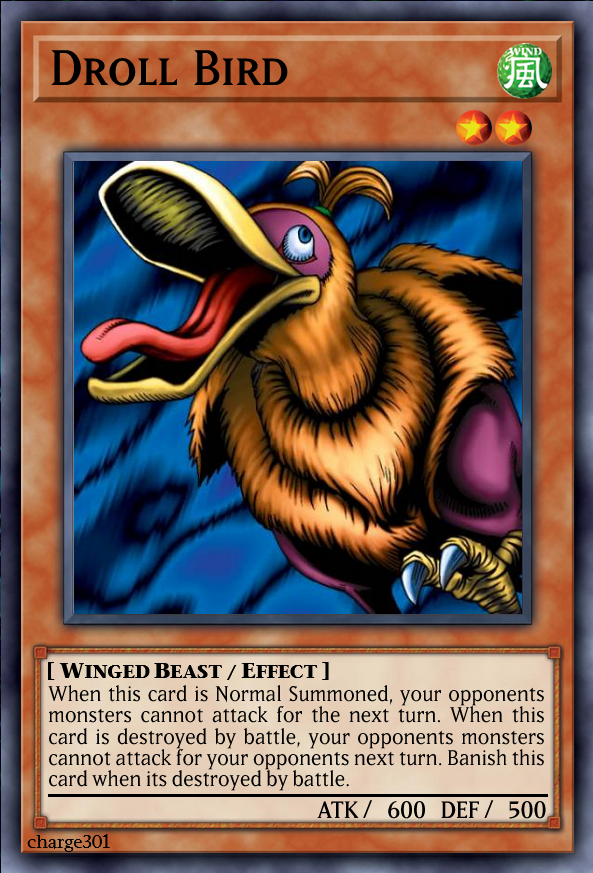 Droll Bird
WIND
風
[ Winged Beast / Effect ]
When this card is Normal Summoned, your opponents
monsters cannot attack for the next turn. When this
card is destroyed by battle, your opponents monsters
cannot attack for your opponents next turn. Banish this
card when its destroyed by battle.
ATK / 600 DEF / 500
charge301